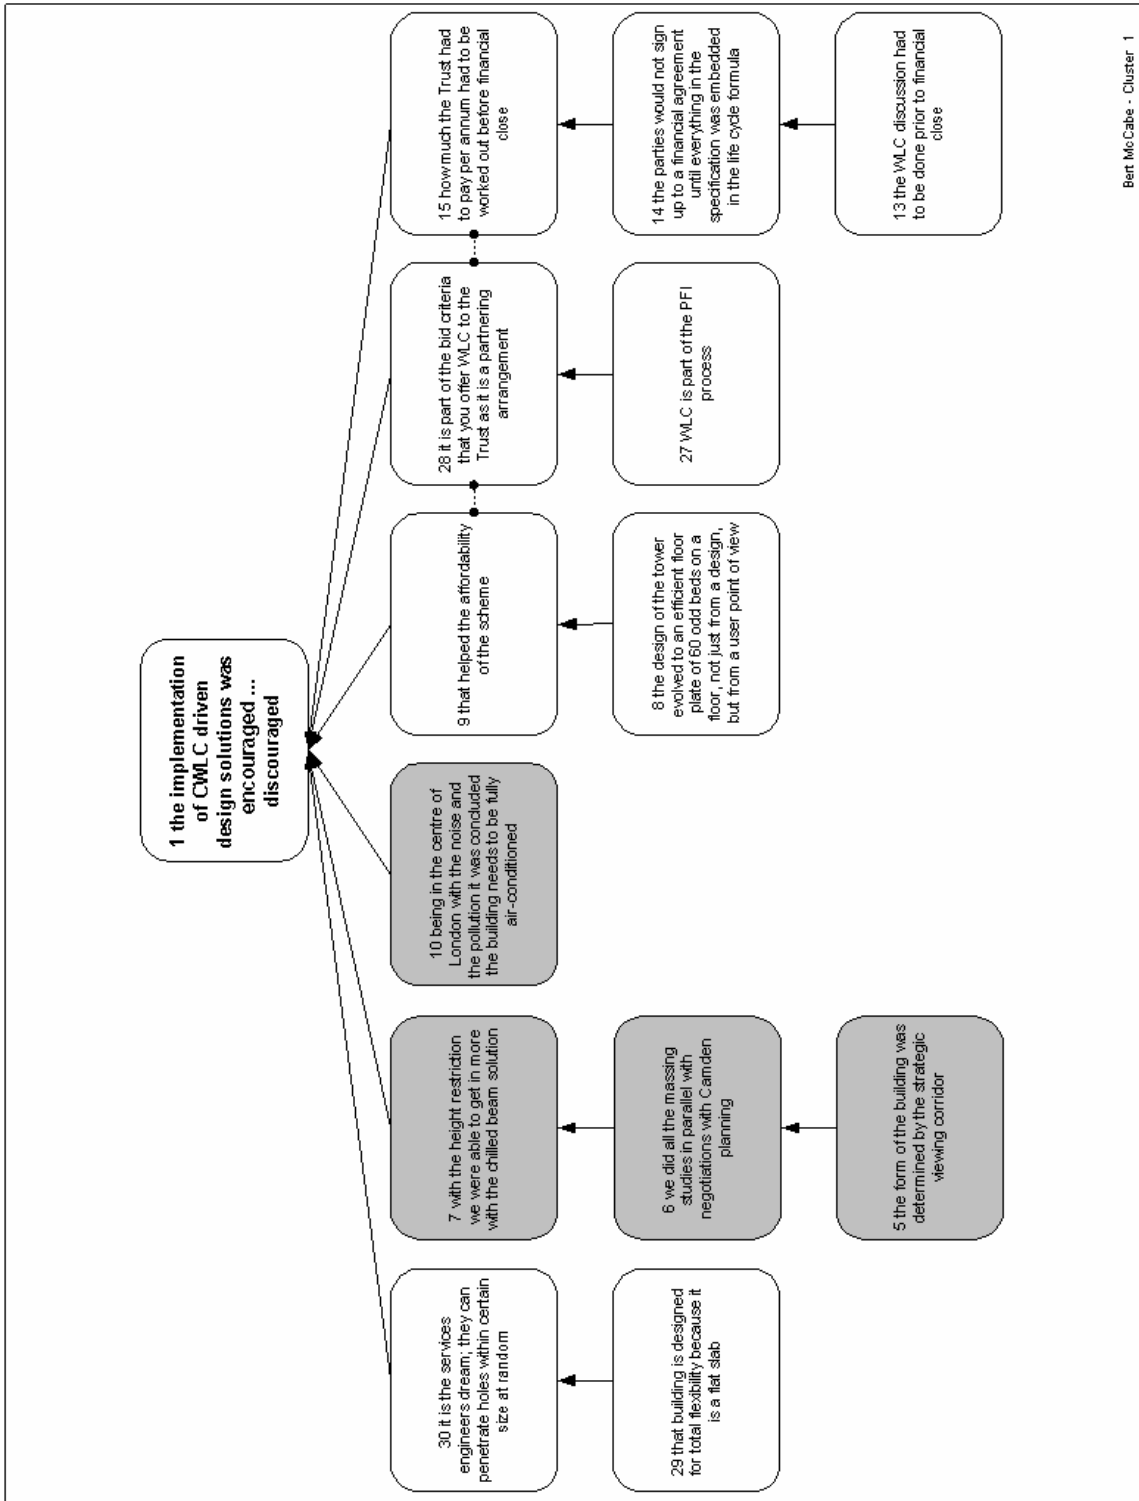 1 the implementation
of CWLC driven
design solutions was
encouraged ...
discouraged
30 it is the services
engineers dream; they can
penetrate holes within certain
size at random
7 with the height restriction
we were able to get in more
with the chilled beam solution
10 being in the centre of
London with the noise and
the pollution it was concluded
the building needs to be fully
air-conditioned
9 that helped the affordability
of the scheme
28 it is part of the bid criteria
that you offer WLC to the
Trust as it is a partnering
arrangement
15 how much the Trust had
to pay per annum had to be
worked out before financial
close
29 that building is designed
for total flexibility because it
is a flat slab
6 we did all the massing
studies in parallel with
negotiations with Camden
planning
8 the design of the tower
evolved to an efficient floor
plate of 60 odd beds on a
floor, not just from a design,
but from a user point of view
27 WLC is part of the PFI
process
14 the parties would not sign
up to a financial agreement
until everything in the
specification was embedded
in the life cycle formula
5 the form of the building was
determined by the strategic
viewing corridor
13 the WLC discussion had
to be done prior to financial
close
Bert McCabe - Cluster 1